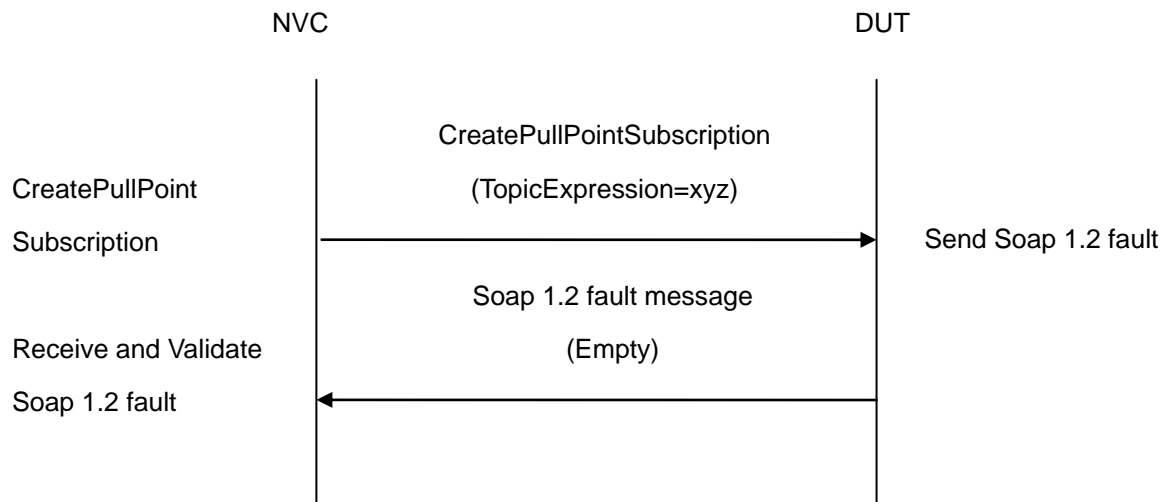 NVC
DUT
CreatePullPointSubscription
CreatePullPoint
(TopicExpression=xyz)
Subscription
Send Soap 1.2 fault
Soap 1.2 fault message
Receive and Validate
(Empty)
Soap 1.2 fault